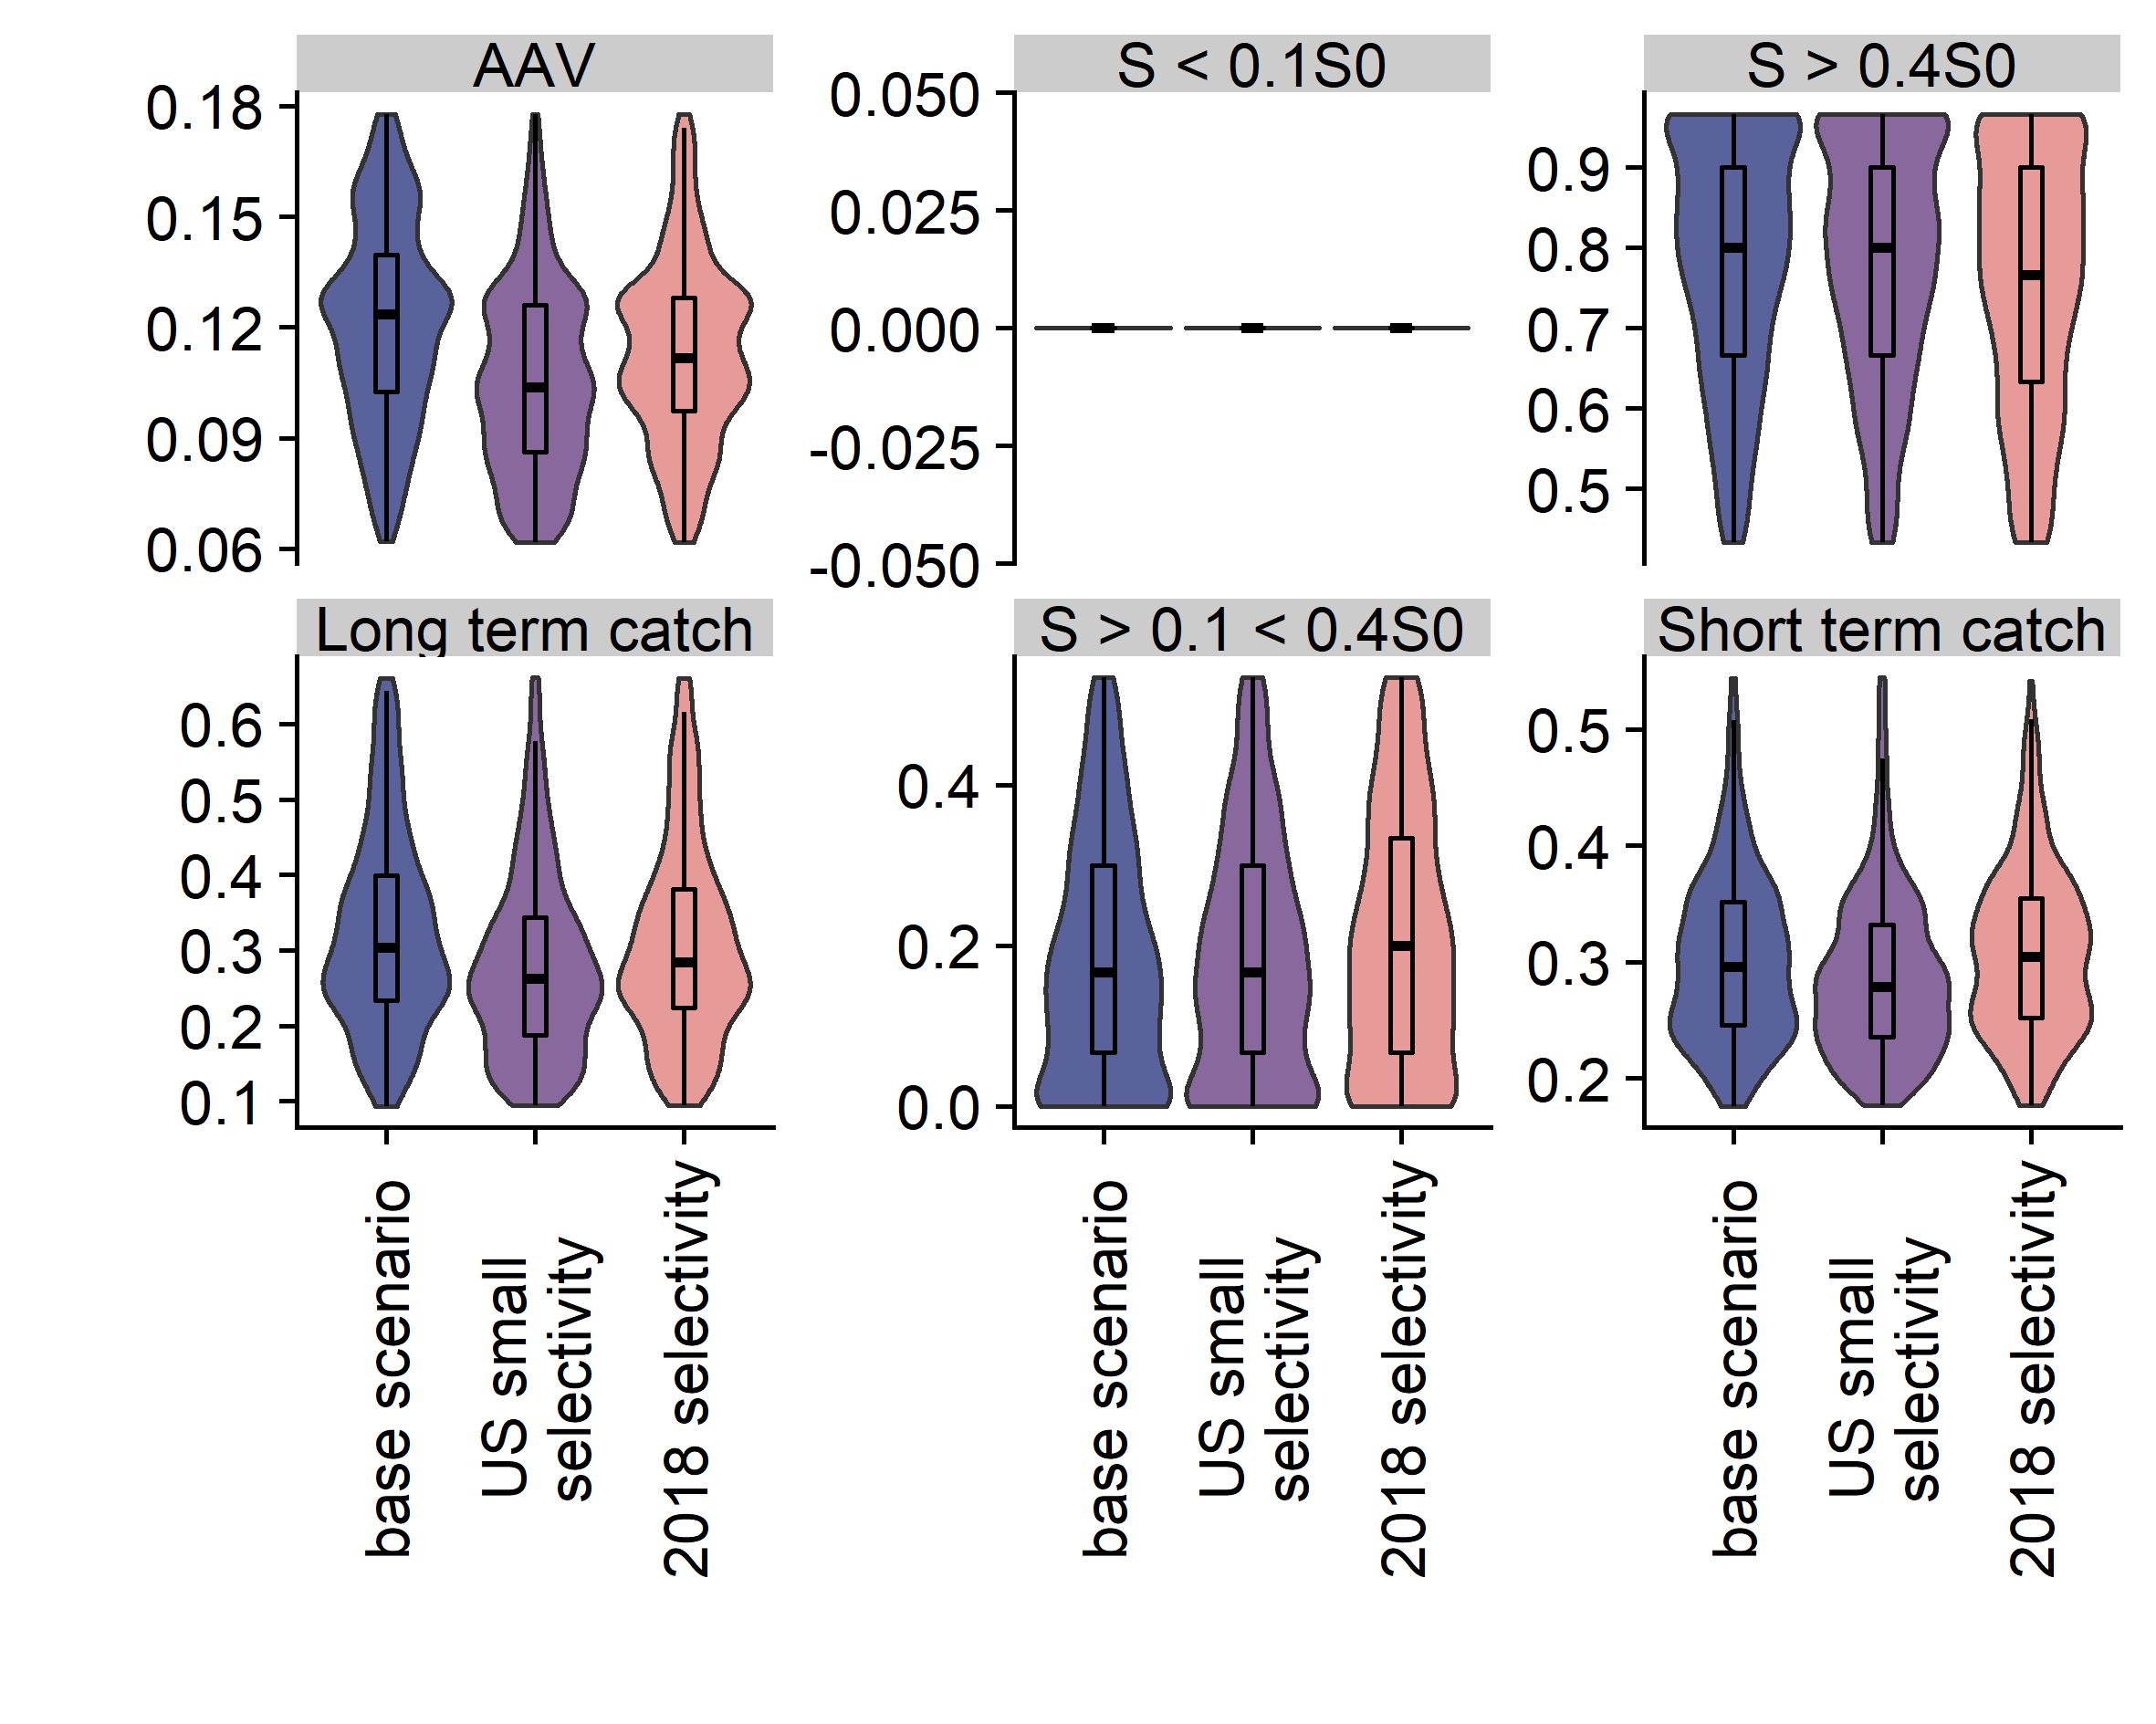 AAV
S < 0.1S0
S > 0.4S0
0.18
0.15
0.12
0.09
0.06
0.050
0.025
0.000
-0.025
-0.050
0.9
0.8
0.7
0.6
0.5
Long term catch
S > 0.1 < 0.4S0
Short term catch
0.6
0.5
0.4
0.3
0.2
0.1
0.4
0.2
0.0
0.5
0.4
0.3
0.2
base scenario
US small
selectivity
2018 selectivity
base scenario
US small
selectivity
2018 selectivity
base scenario
US small
selectivity
2018 selectivity